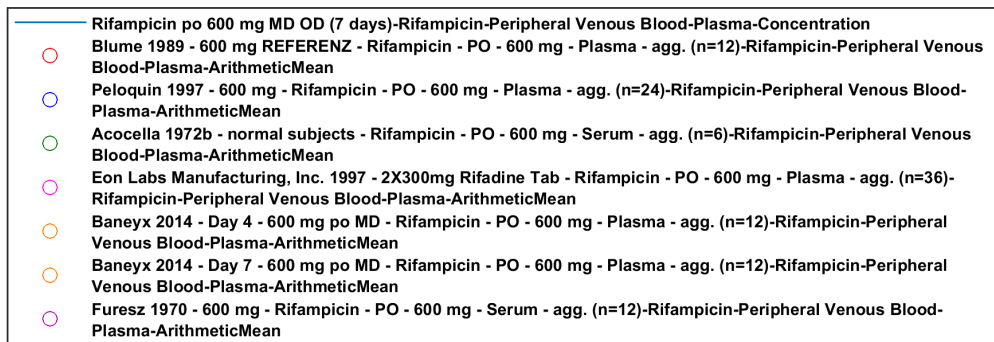 Rifampicin po 600 mg MD OD (7 days)-Rifampicin-Peripheral Venous Blood-Plasma-Concentration
Blume 1989 - 600 mg REFERENZ - Rifampicin - PO - 600 mg - Plasma - agg. (n=12)-Rifampicin-Peripheral Venous
Blood-Plasma-ArithmeticMean
Peloquin 1997 - 600 mg - Rifampicin - PO - 600 mg - Plasma - agg. (n=24)-Rifampicin-Peripheral Venous Blood-
Plasma-ArithmeticMean
Acocella 1972b - normal subjects - Rifampicin - PO - 600 mg - Serum - agg. (n=6)-Rifampicin-Peripheral Venous
Blood-Plasma-ArithmeticMean
Eon Labs Manufacturing, Inc. 1997 - 2X300mg Rifadine Tab - Rifampicin - PO - 600 mg - Plasma - agg. (n=36)-
Rifampicin-Peripheral Venous Blood-Plasma-ArithmeticMean
Baneyx 2014 - Day 4 - 600 mg po MD - Rifampicin - PO - 600 mg - Plasma - agg. (n=12)-Rifampicin-Peripheral
Venous Blood-Plasma-ArithmeticMean
Baneyx 2014 - Day 7 - 600 mg po MD - Rifampicin - PO - 600 mg - Plasma - agg. (n=12)-Rifampicin-Peripheral
Venous Blood-Plasma-ArithmeticMean
Furesz 1970 - 600 mg - Rifampicin - PO - 600 mg - Serum - agg. (n=12)-Rifampicin-Peripheral Venous Blood-
Plasma-ArithmeticMean